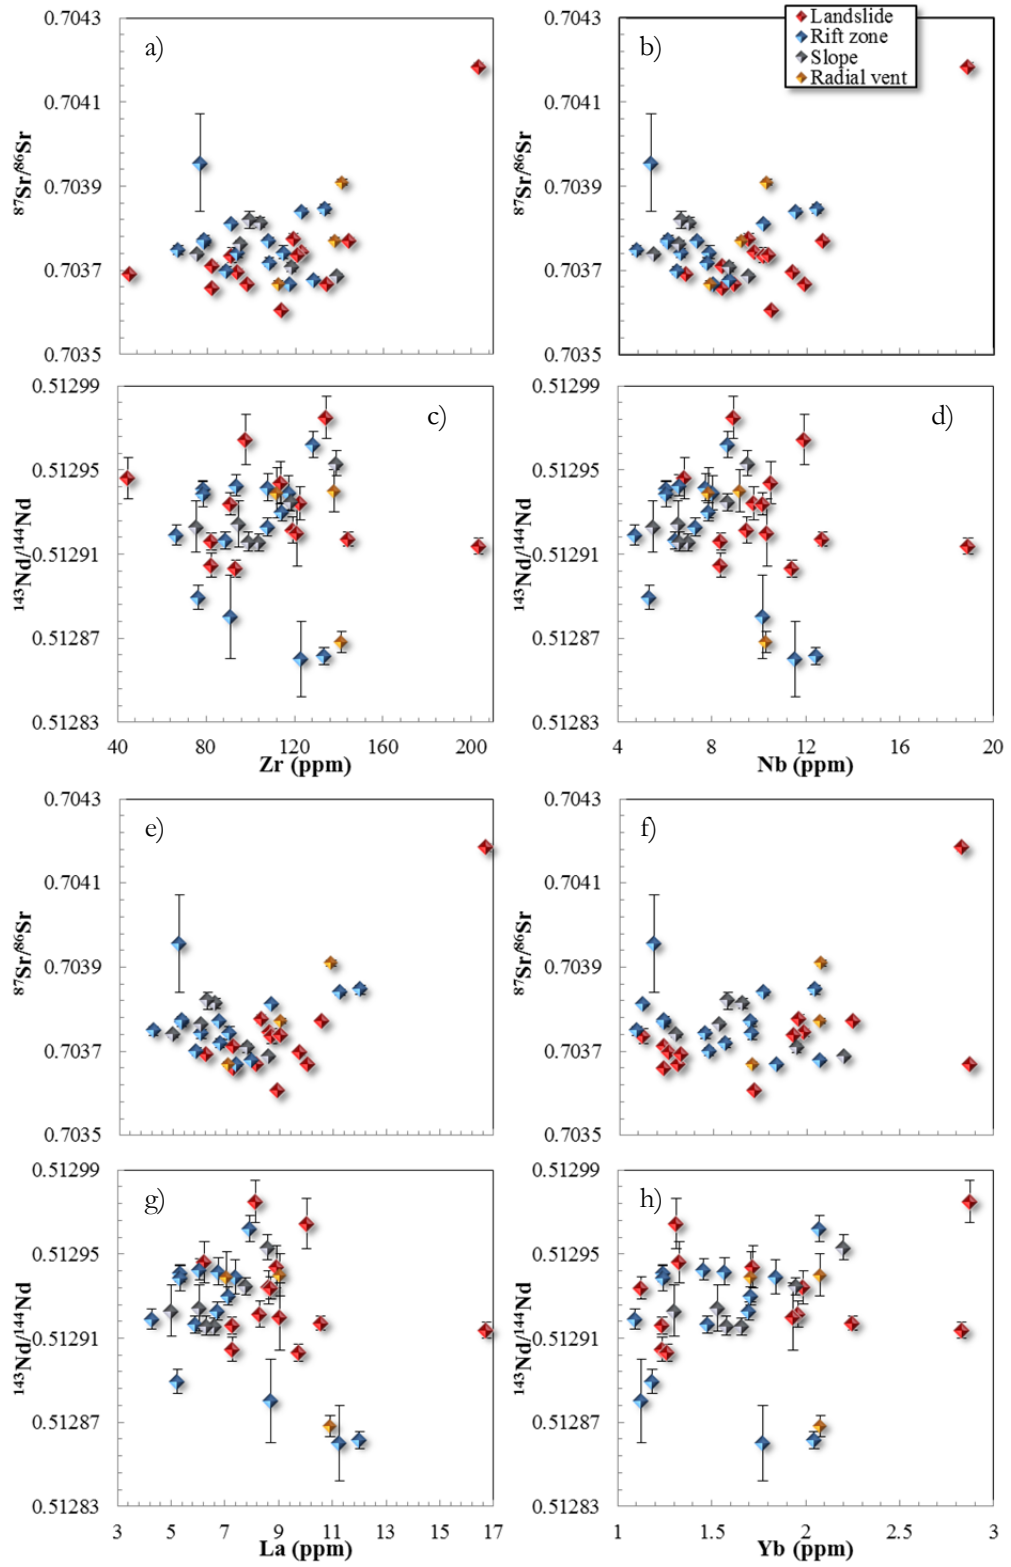 a)
0.7043
0.7041
0.7039
0.7037
0.7035
87Sr/86Sr
b)
Landslide
Rift zone
Slope
Radial vent
0.7043
0.7041
0.7039
0.7037
0.7035
87Sr/86Sr
c)
0.51299
0.51295
0.51291
0.51287
0.51283
143Nd/144Nd
40 80 120 160 200
Zr (ppm)
d)
0.51299
0.51295
0.51291
0.51287
0.51283
143Nd/144Nd
4 8 12 16 20
Nb (ppm)
e)
0.7043
0.7041
0.7039
0.7037
0.7035
87Sr/86Sr
f)
0.7043
0.7041
0.7039
0.7037
0.7035
87Sr/86Sr
g)
0.51299
0.51295
0.51291
0.51287
0.51283
143Nd/144Nd
3 5 7 9 11 13 15 17
La (ppm)
h)
0.51299
0.51295
0.51291
0.51287
0.51283
143Nd/144Nd
1 1.5 2 2.5 3
Yb (ppm)